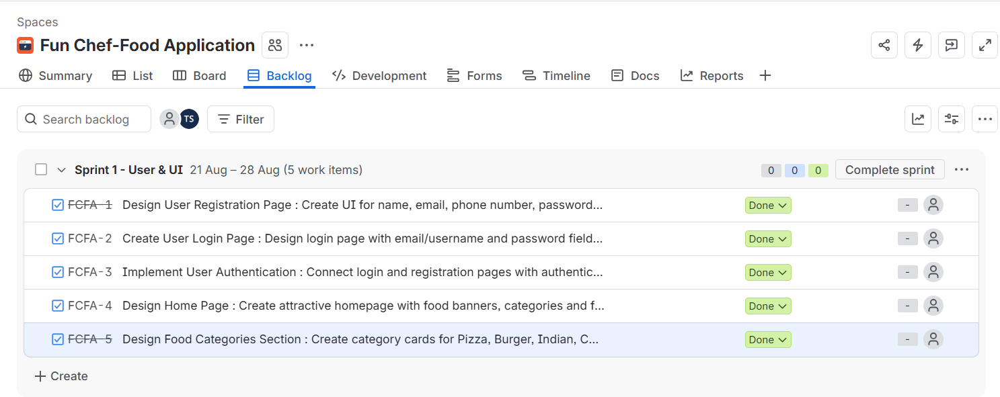 Spaces
Fun Chef-Food Application
Summary List Board Backlog Development Forms Timeline Docs Reports
Search backlog TS Filter
Sprint 1 - User & UI 21 Aug – 28 Aug (5 work items) 0 0 0 Complete sprint
FCFA-1 Design User Registration Page : Create UI for name, email, phone number, password... Done -
FCFA-2 Create User Login Page : Design login page with email/username and password field... Done -
FCFA-3 Implement User Authentication : Connect login and registration pages with authentic... Done -
FCFA-4 Design Home Page : Create attractive homepage with food banners, categories and f... Done -
FCFA-5 Design Food Categories Section : Create category cards for Pizza, Burger, Indian, C... Done -
+ Create